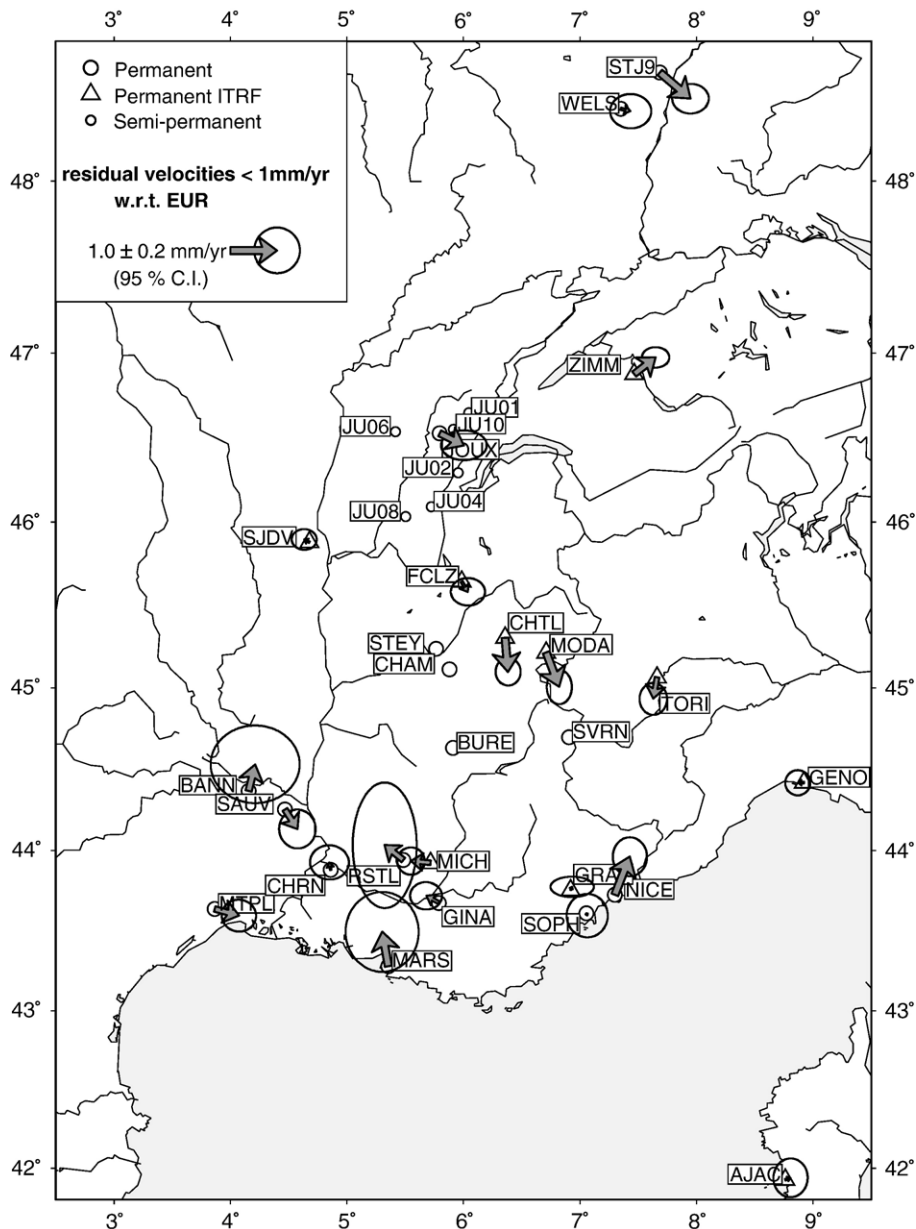 3° 4° 5° 6° 7° 8° 9°
Permanent
Permanent ITRF
Semi-permanent
residual velocities < 1mm/yr
w.r.t. EUR
1.0 ± 0.2 mm/yr
(95 % C.I.)
STJ9
WELS
48° 48°
47° 47°
ZIMM
JU01
JU06
JU10
JOUX
JU02
JU04
JU08
46° 46°
SJDV
FCLZ
CHTL
STEY
MODA
CHAM
45° 45°
TORI
SVRN
BURE
BANN
GENO
SAUV
44° 44°
MICH
RSTL
CHRN
GRAS
NICE
MTPL
GINA
SOPH
MARS
43° 43°
42° 42°
AJAC
3° 4° 5° 6° 7° 8° 9°